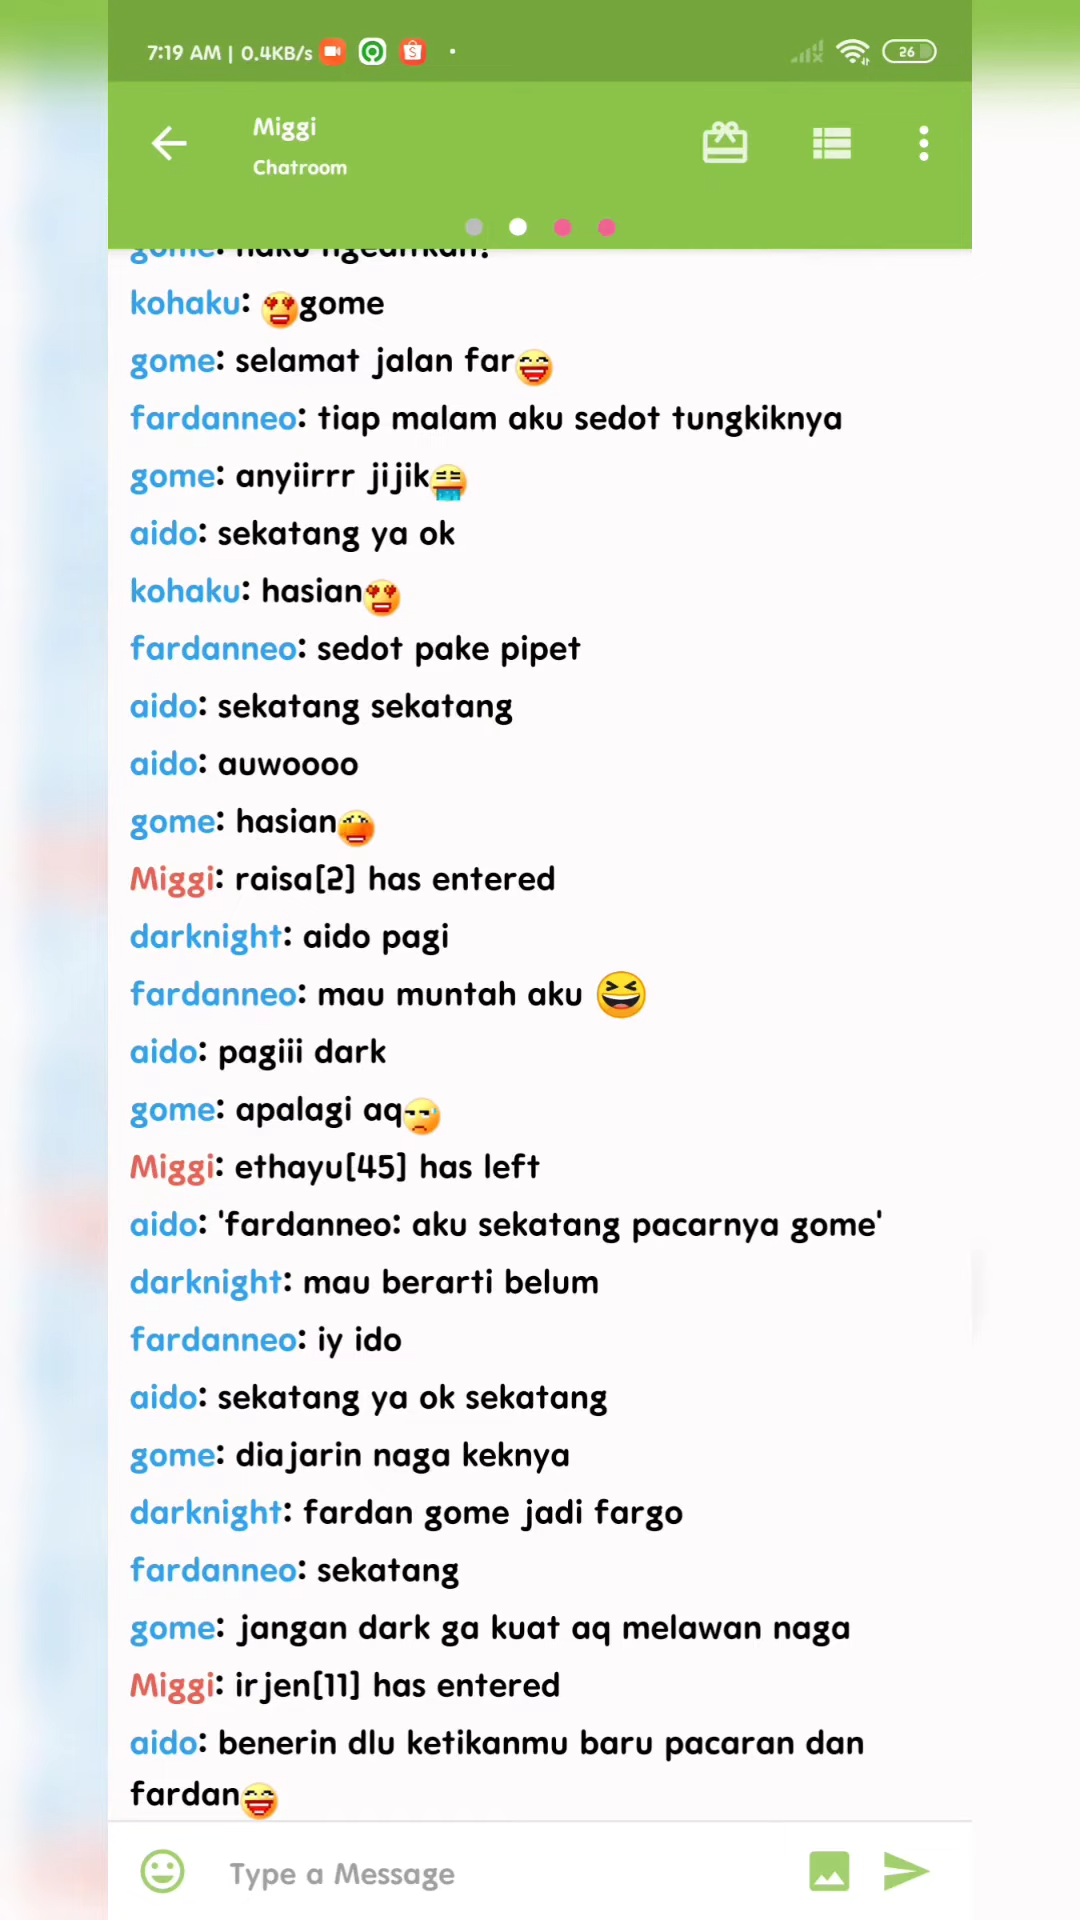 7:19 AM | 0.4KB/s
26
Miggi
Chatroom
gome:
kohaku: gome
gome: selamat jalan far
fardanneo: tiap malam aku sedot tungkiknya
gome: anyiirrr jijik
aido: sekatang ya ok
kohaku: hasian
fardanneo: sedot pake pipet
aido: sekatang sekatang
aido: auwoooo
gome: hasian
Miggi: raisa[2] has entered
darknight: aido pagi
fardanneo: mau muntah aku
aido: pagiii dark
gome: apalagi aq
Miggi: ethayu[45] has left
aido: 'fardanneo: aku sekatang pacarnya gome'
darknight: mau berarti belum
fardanneo: iy ido
aido: sekatang ya ok sekatang
gome: diajarin naga keknya
darknight: fardan gome jadi fargo
fardanneo: sekatang
gome: jangan dark ga kuat aq melawan naga
Miggi: irjen[11] has entered
aido: benerin dlu ketikanmu baru pacaran dan
fardan
Type a Message